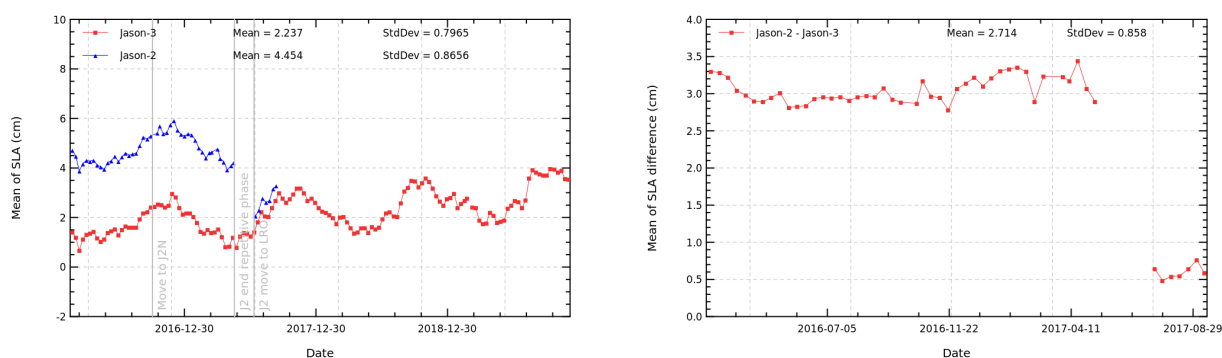 Mean of SLA (cm)
10
8
6
4
2
0
-2
Jason-3 Mean = 2.237 StdDev = 0.7965
Jason-2 Mean = 4.454 StdDev = 0.8656
Move to J2N
J2 end repetitive phase
J2 move to LRO
2016-12-30 2017-12-30 2018-12-30
Date
Mean of SLA difference (cm)
4.0
3.5
3.0
2.5
2.0
1.5
1.0
0.5
0.0
Jason-2 - Jason-3 Mean = 2.714 StdDev = 0.858
2016-07-05 2016-11-22 2017-04-11 2017-08-29
Date